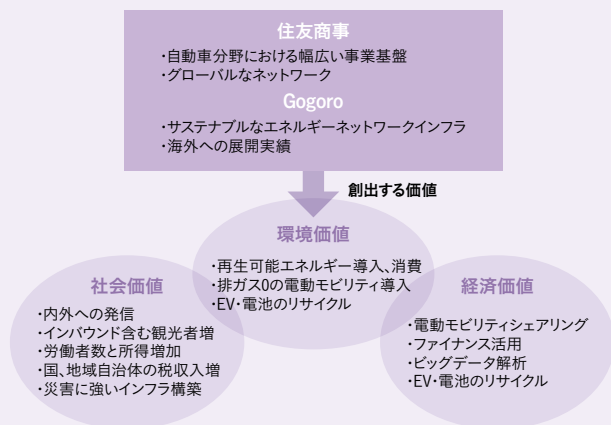 住友商事
・自動車分野における幅広い事業基盤
・グローバルなネットワーク
Gogoro
・サステナブルなエネルギーネットワークインフラ
・海外への展開実績
創出する価値
環境価値
・再生可能エネルギー導入、消費
・排ガス0の電動モビリティ導入
・EV・電池のリサイクル
社会価値
・内外への発信
・インバウンド含む観光者増
・労働者数と所得増加
・国、地域自治体の税収入増
・災害に強いインフラ構築
経済価値
・電動モビリティシェアリング
・ファイナンス活用
・ビッグデータ解析
・EV・電池のリサイクル